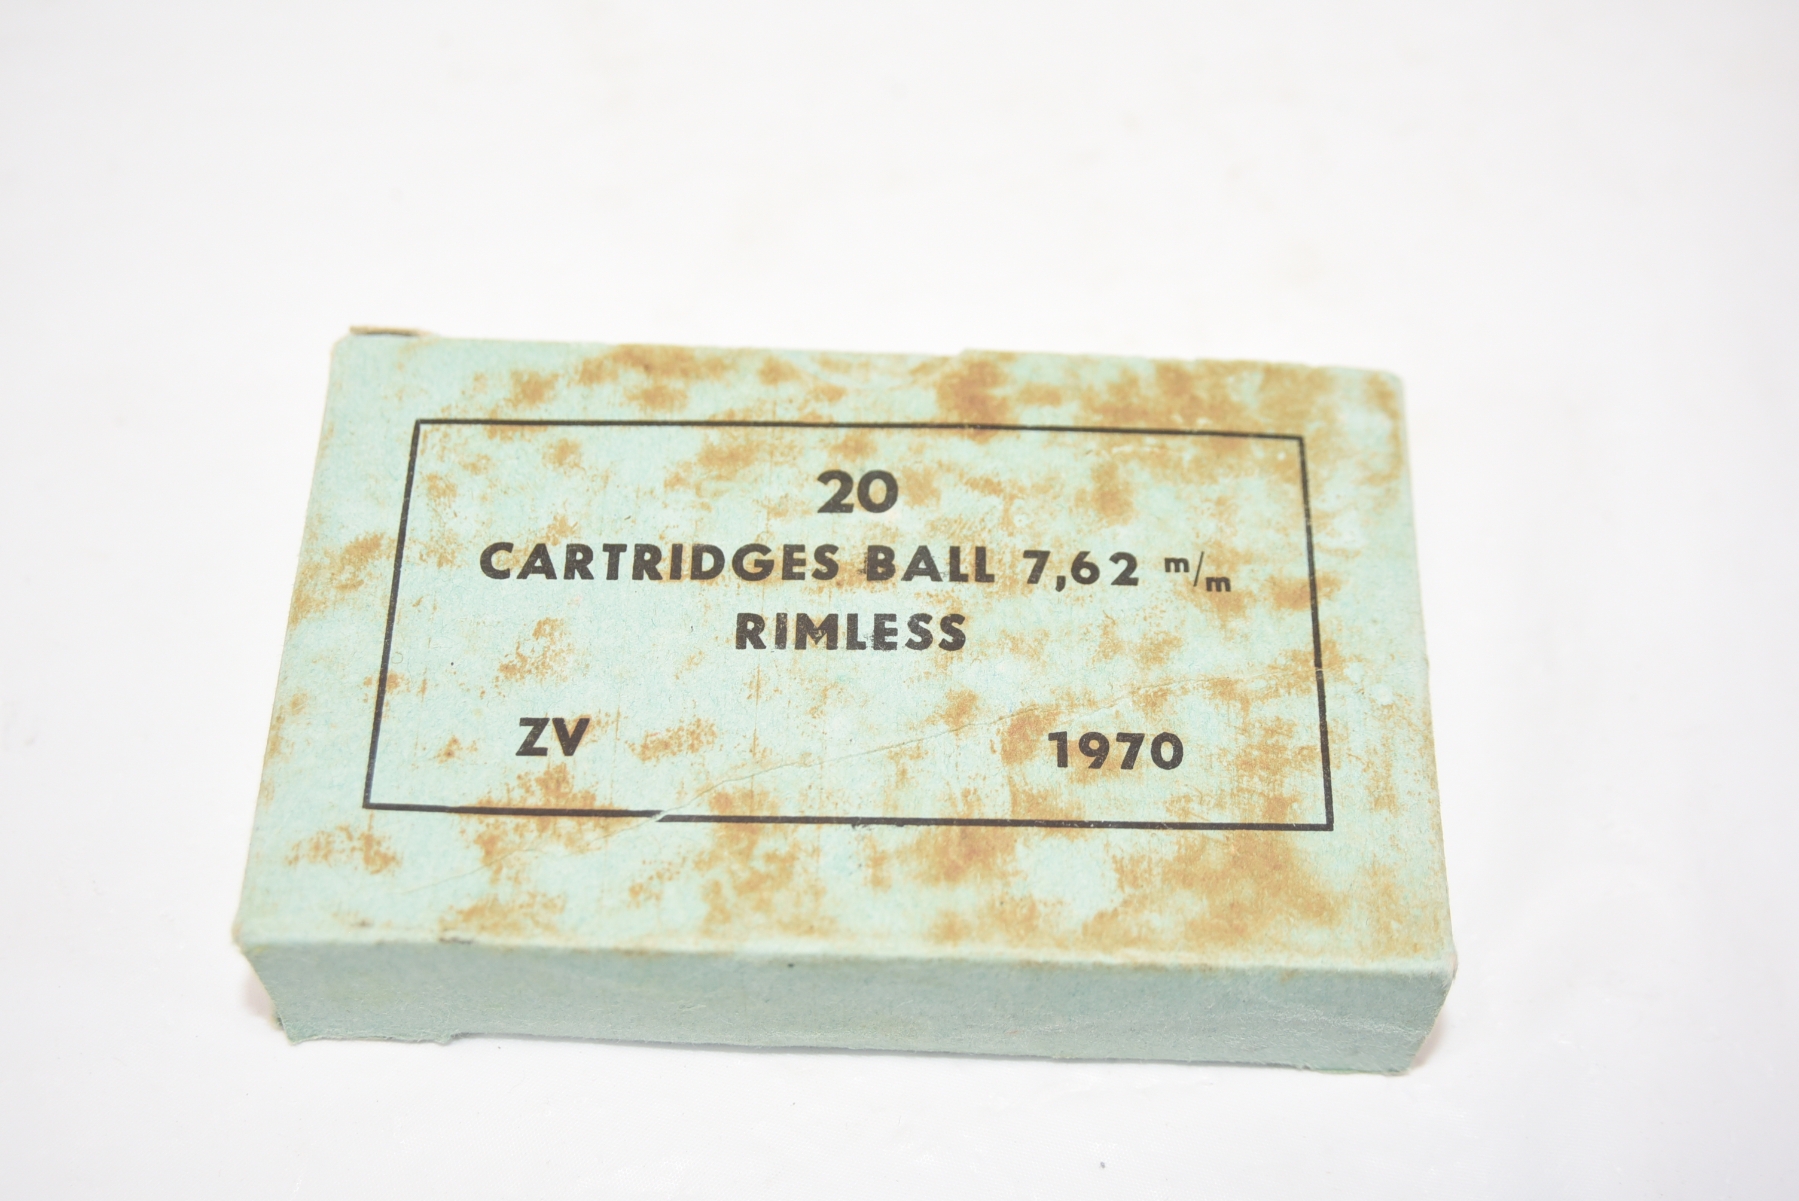 20
CARTRIDGES BALL 7,62 m/m
RIMLESS
ZV 1970